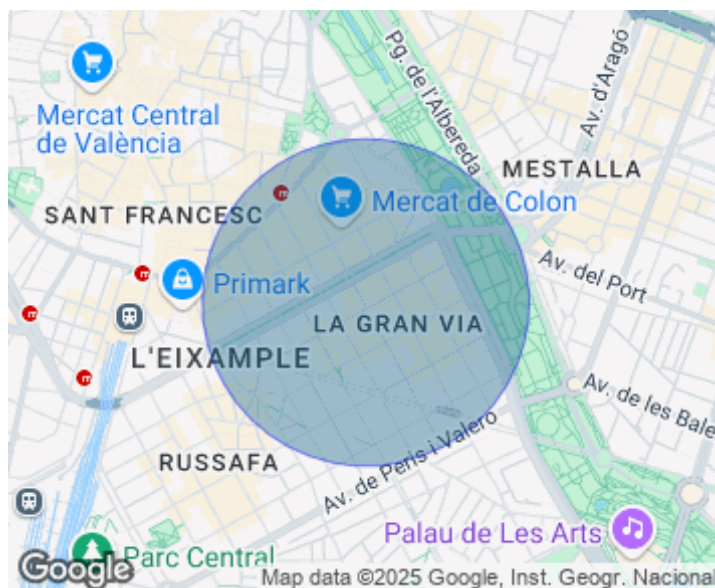 Mercat Central
de València
Pg. de l'Albereda
Av. d'Aragó
MESTALLA
SANT FRANCESC
Mercat de Colon
Primark
Av. del Port
LA GRAN VIA
L'EIXAMPLE
Av. de les Bale
RUSSAFA
Av. de Peris i Valero
Palau de Les Arts
Parc Central
Google
Map data ©2025 Google, Inst. Geogr. Nacional